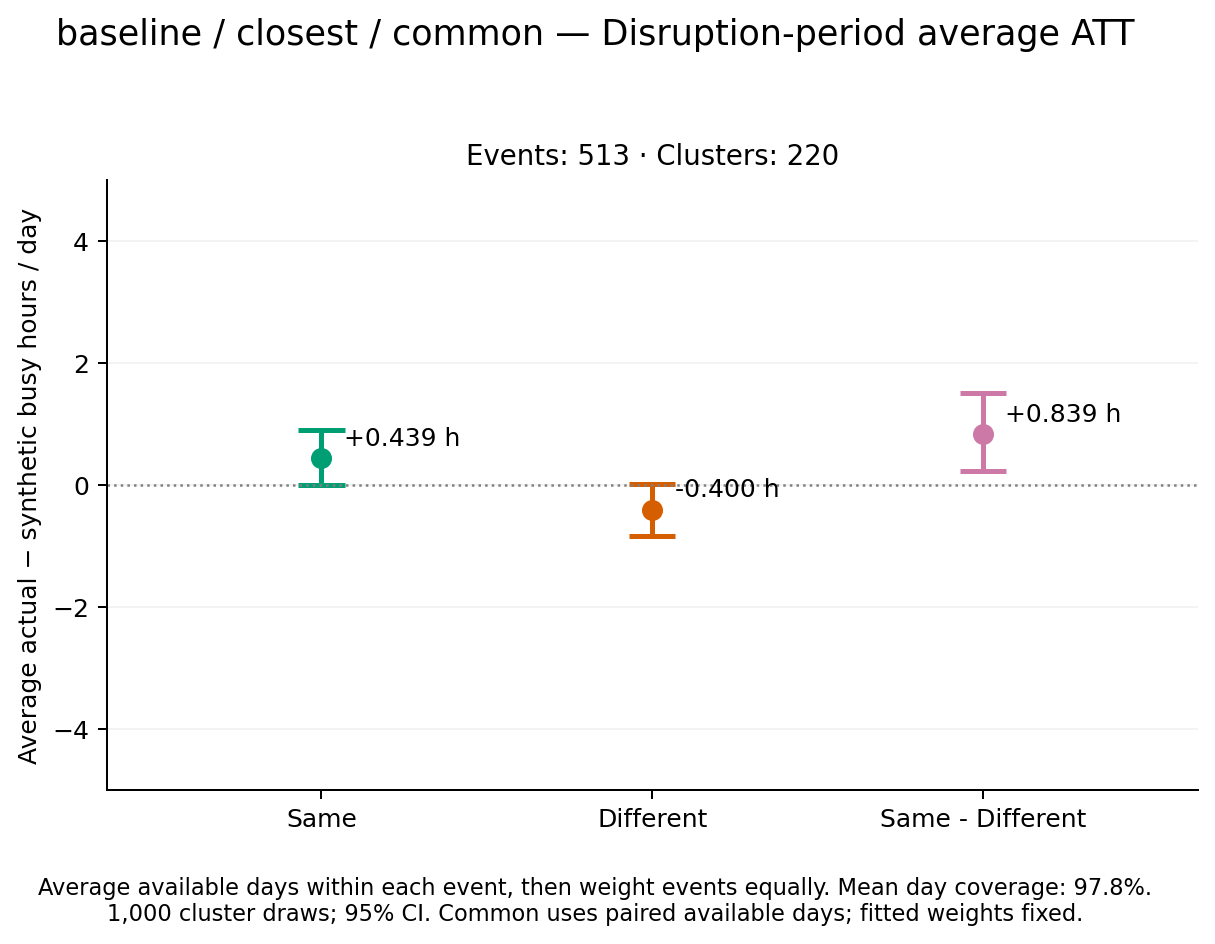 baseline / closest / common — Disruption-period average ATT
Events: 513 · Clusters: 220
Average actual − synthetic busy hours / day
4
2
0
−2
−4
+0.439 h
-0.400 h
+0.839 h
Same
Different
Same - Different
Average available days within each event, then weight events equally. Mean day coverage: 97.8%.
1,000 cluster draws; 95% CI. Common uses paired available days; fitted weights fixed.